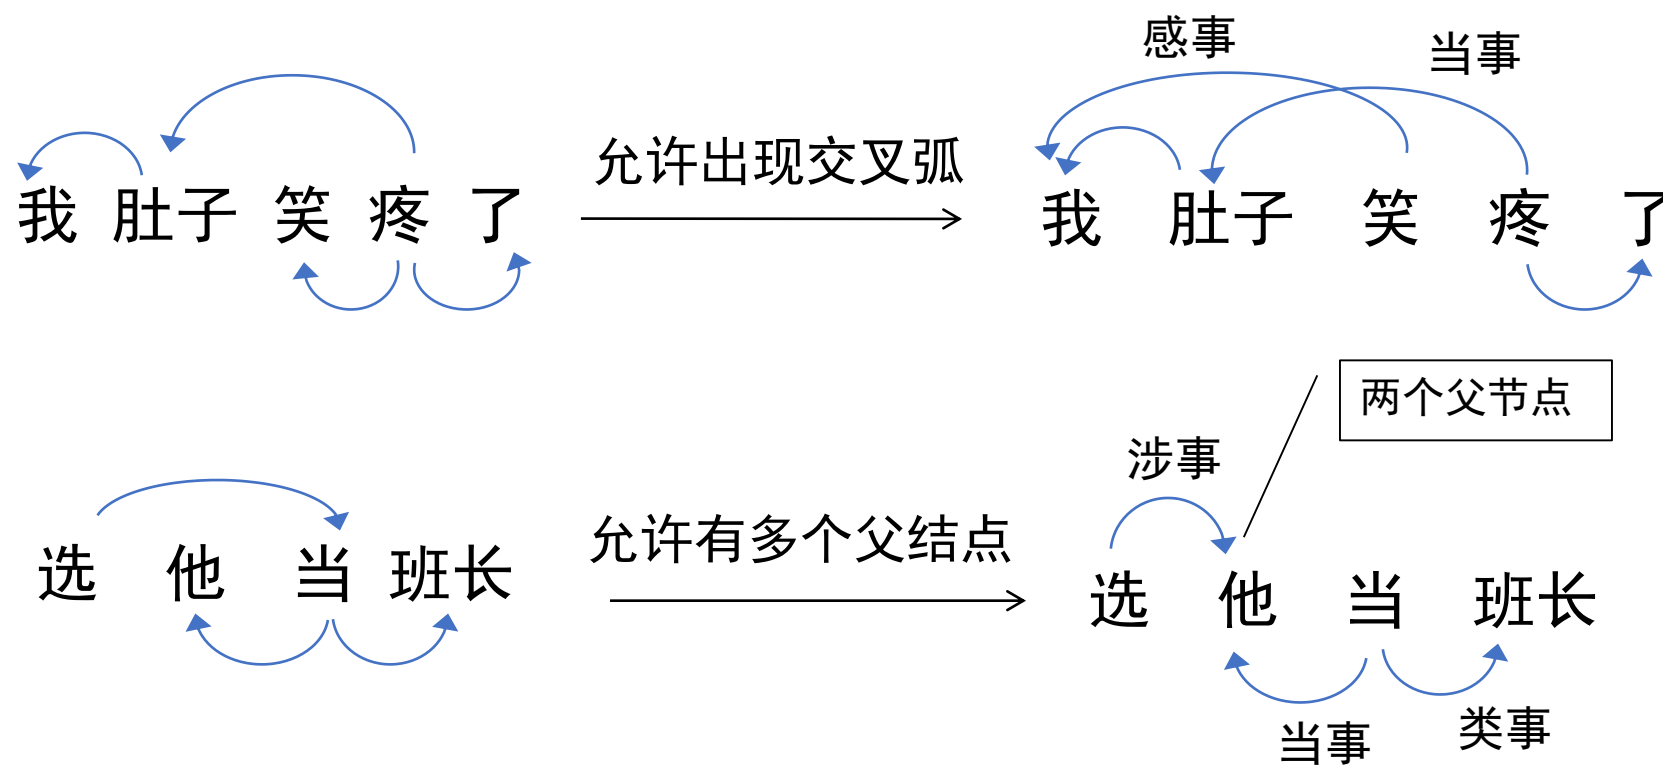 感事
当事
允许出现交叉弧
我 肚子 笑 疼 了
我 肚子 笑 疼 了
两个父节点
涉事
允许有多个父结点
选 他 当 班长
选 他 当 班长
当事
类事